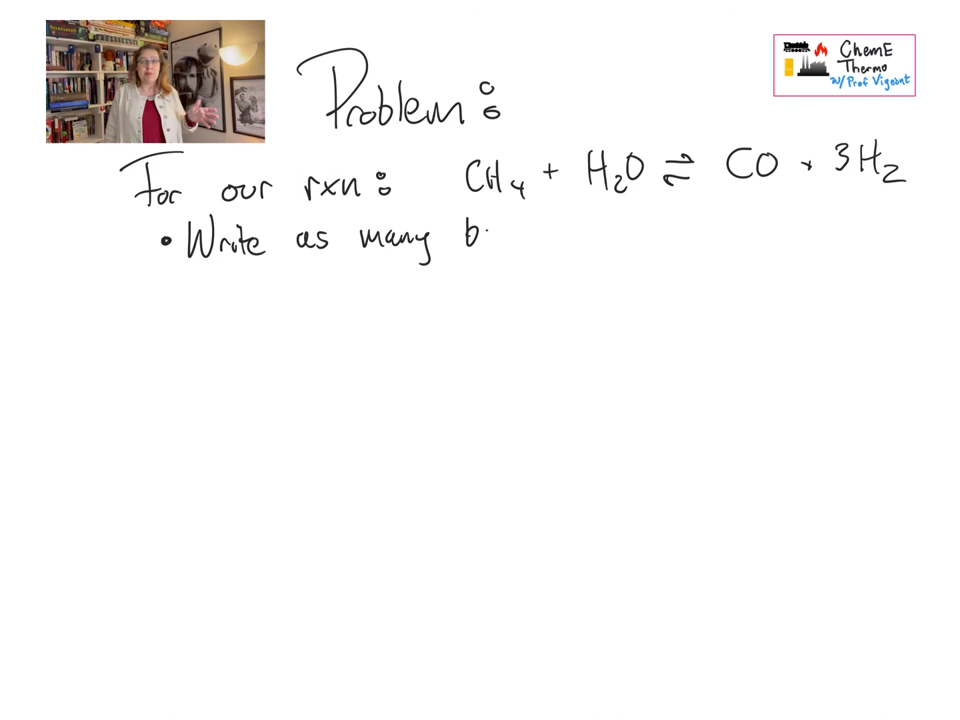 Problem:
ChemE
Thermo
w/ Prof Vigeant
For our rxn: CH4 + H2O ⇌ CO + 3H2
• Write as many b